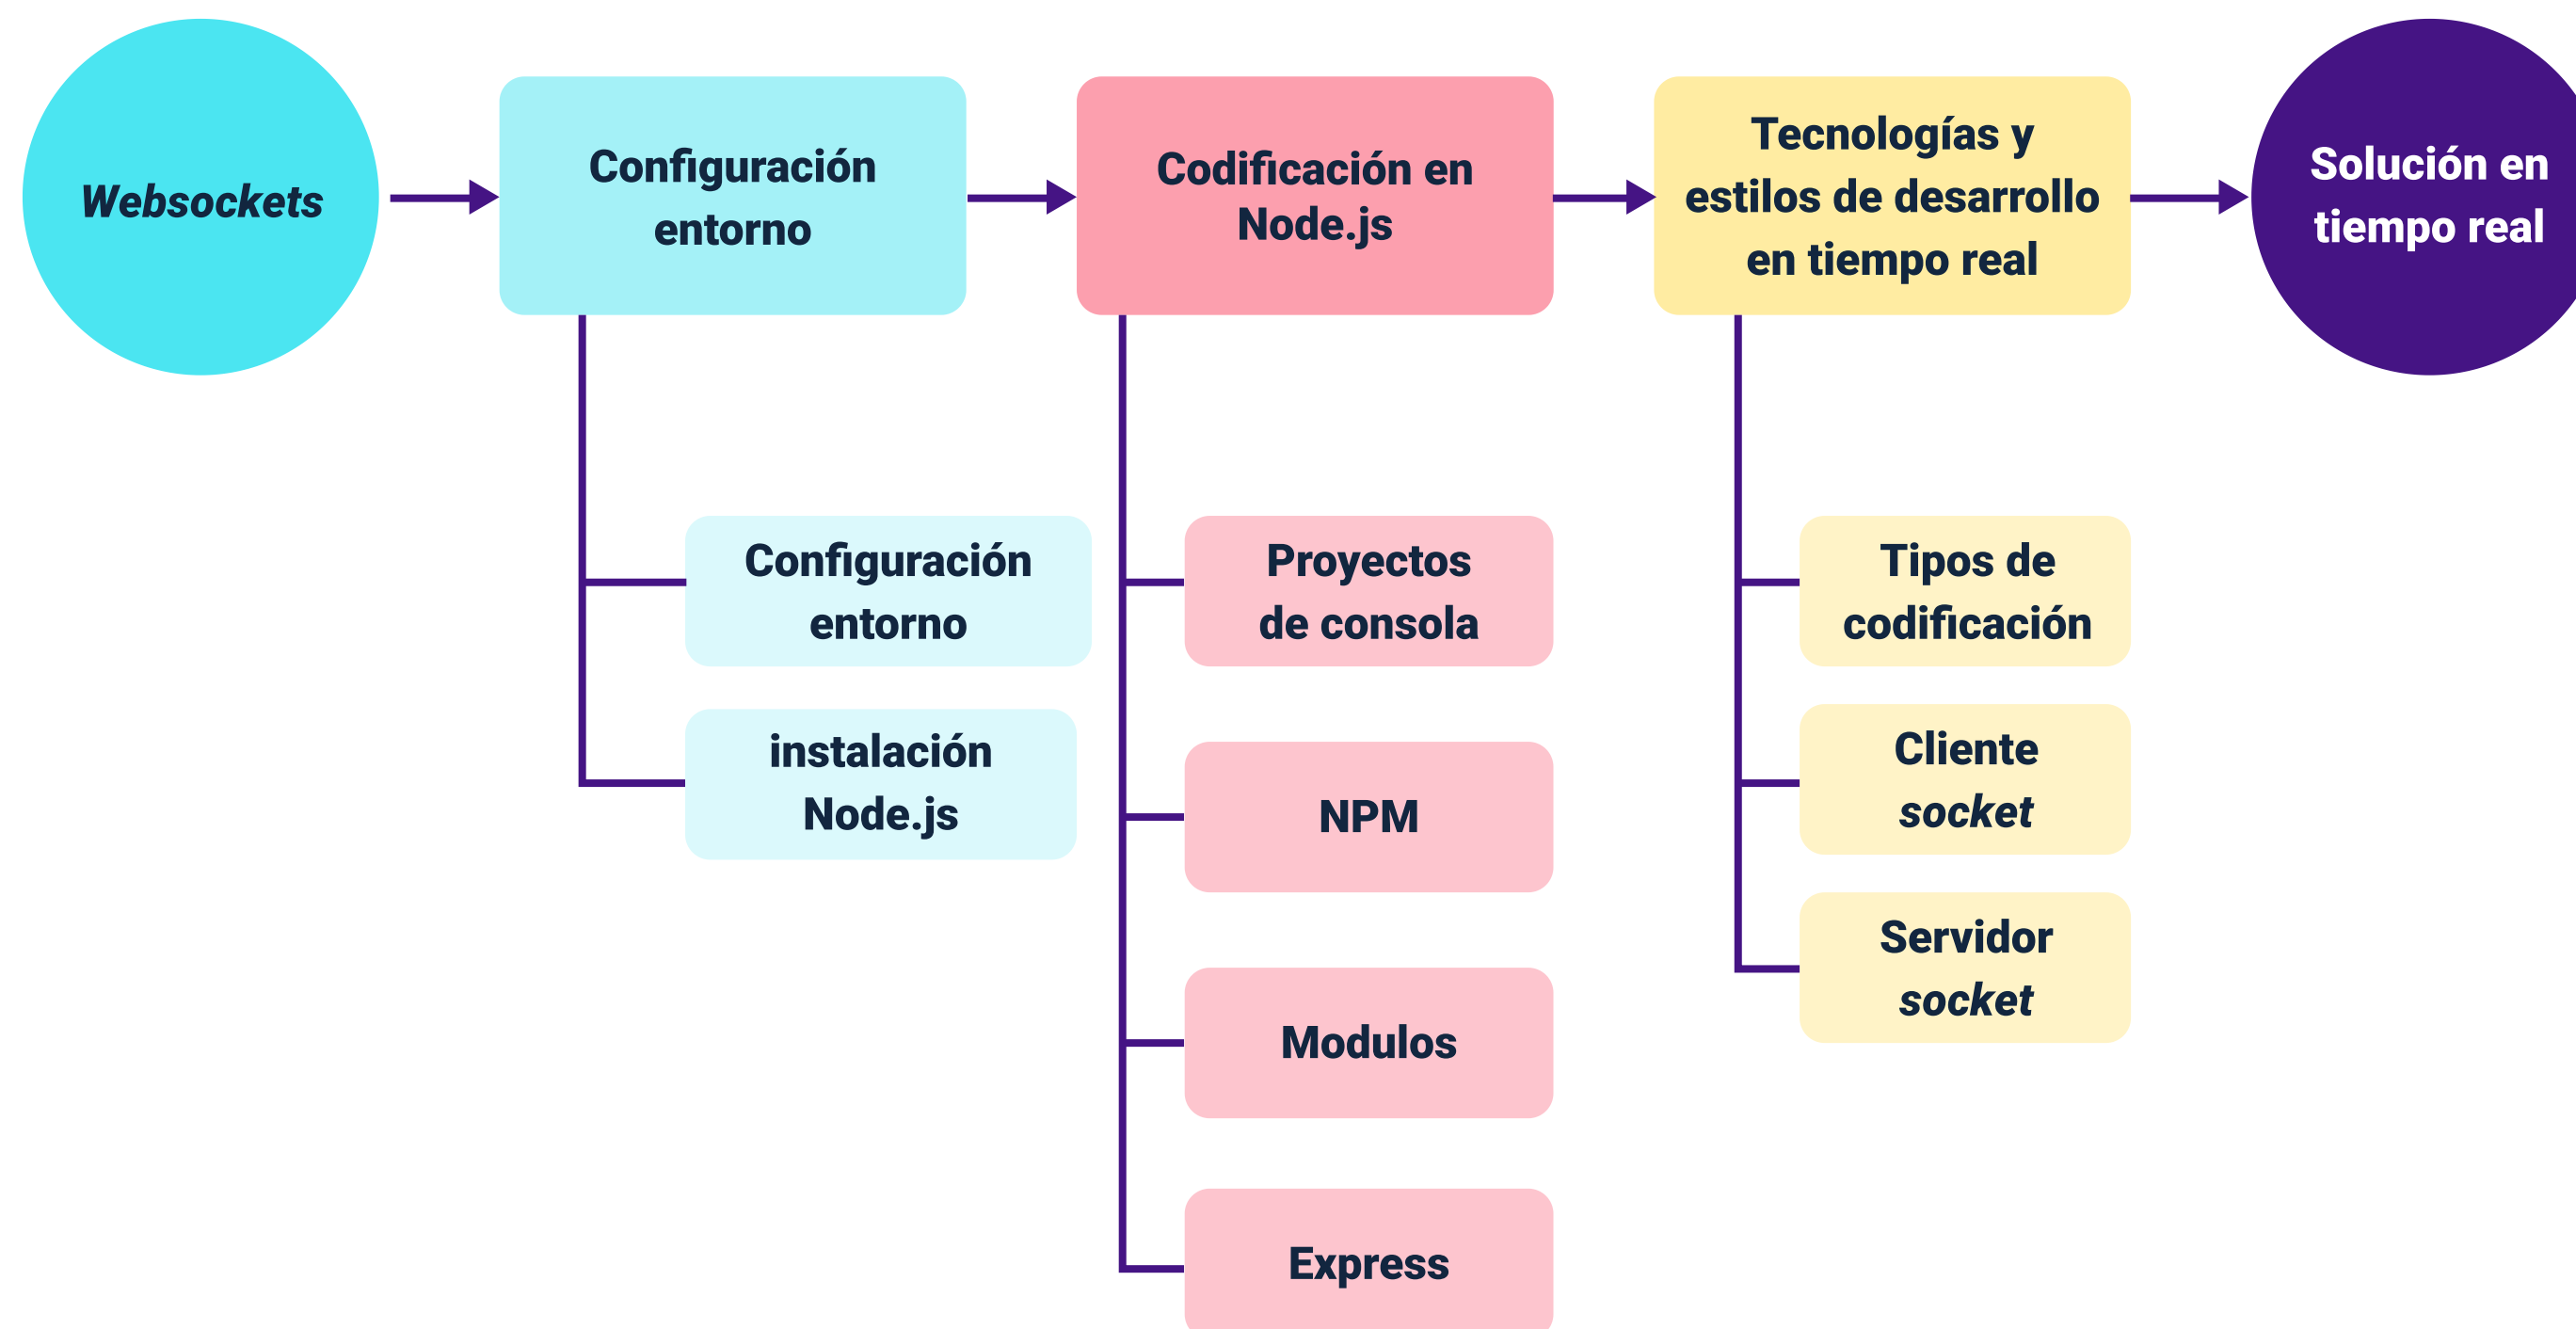 Websockets
Configuración
entorno
Codificación en
Node.js
Tecnologías y
estilos de desarrollo
en tiempo real
Solución en
tiempo real
Configuración
entorno
instalación
Node.js
Proyectos
de consola
NPM
Modulos
Express
Tipos de
codificación
Cliente
socket
Servidor
socket